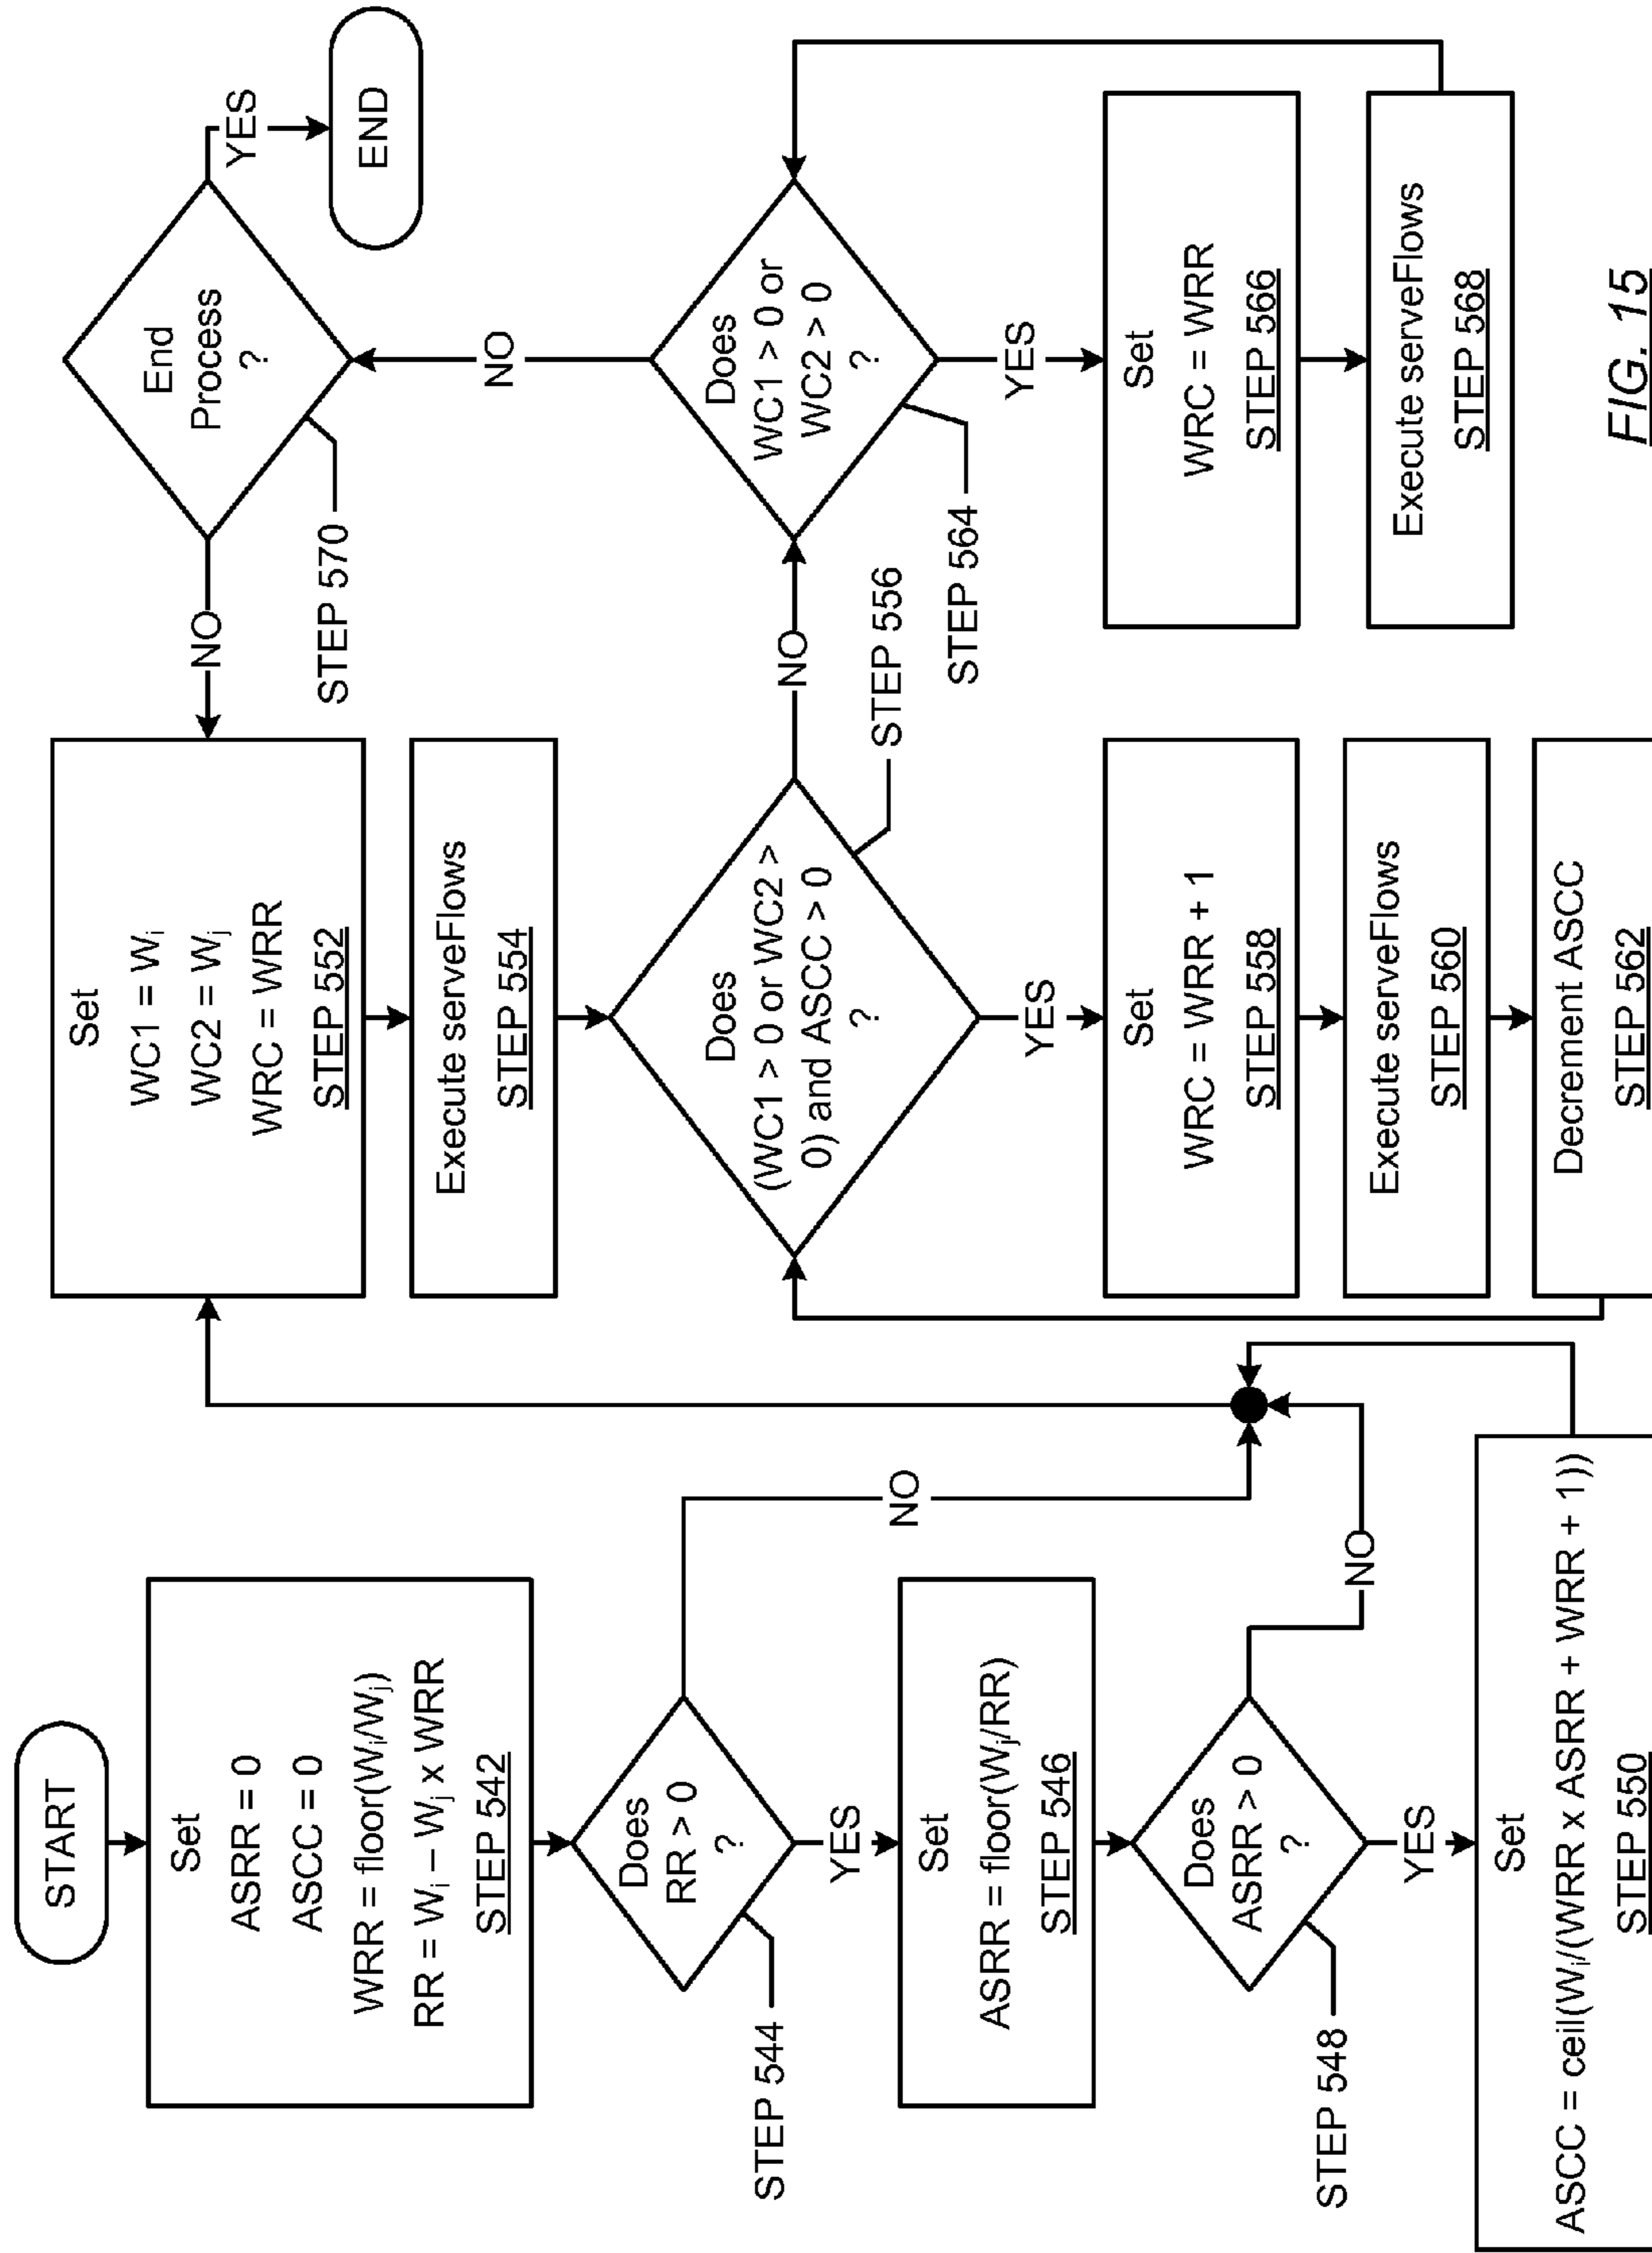 START
Set
ASRR = 0
ASCC = 0
WRR = floor(Wᵢ/Wⱼ)
RR = Wᵢ – Wⱼ x WRR
STEP 542
Does
RR > 0
?
STEP 544
YES
NO
Set
ASRR = floor(Wⱼ/RR)
STEP 546
Does
ASRR > 0
?
STEP 548
YES
NO
Set
ASCC = ceil(Wᵢ/(WRR x ASRR + WRR + 1))
STEP 550
Set
WC1 = Wᵢ
WC2 = Wⱼ
WRC = WRR
STEP 552
Execute serveFlows
STEP 554
Does
(WC1 > 0 or WC2 >
0) and ASCC > 0
?
STEP 556
YES
NO
Set
WRC = WRR + 1
STEP 558
Execute serveFlows
STEP 560
Decrement ASCC
STEP 562
Does
WC1 > 0 or
WC2 > 0
?
STEP 564
YES
NO
Set
WRC = WRR
STEP 566
Execute serveFlows
STEP 568
End
Process
?
STEP 570
NO
YES
END
FIG. 15